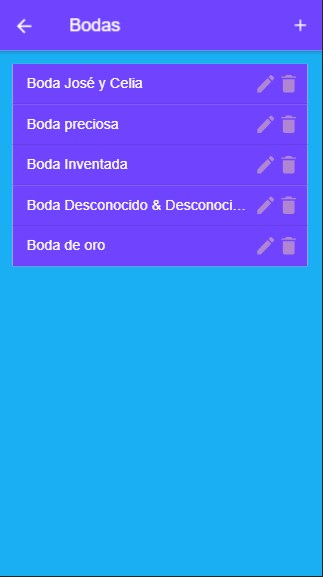 Bodas
Boda José y Celia
Boda preciosa
Boda Inventada
Boda Desconocido & Desconoci...
Boda de oro